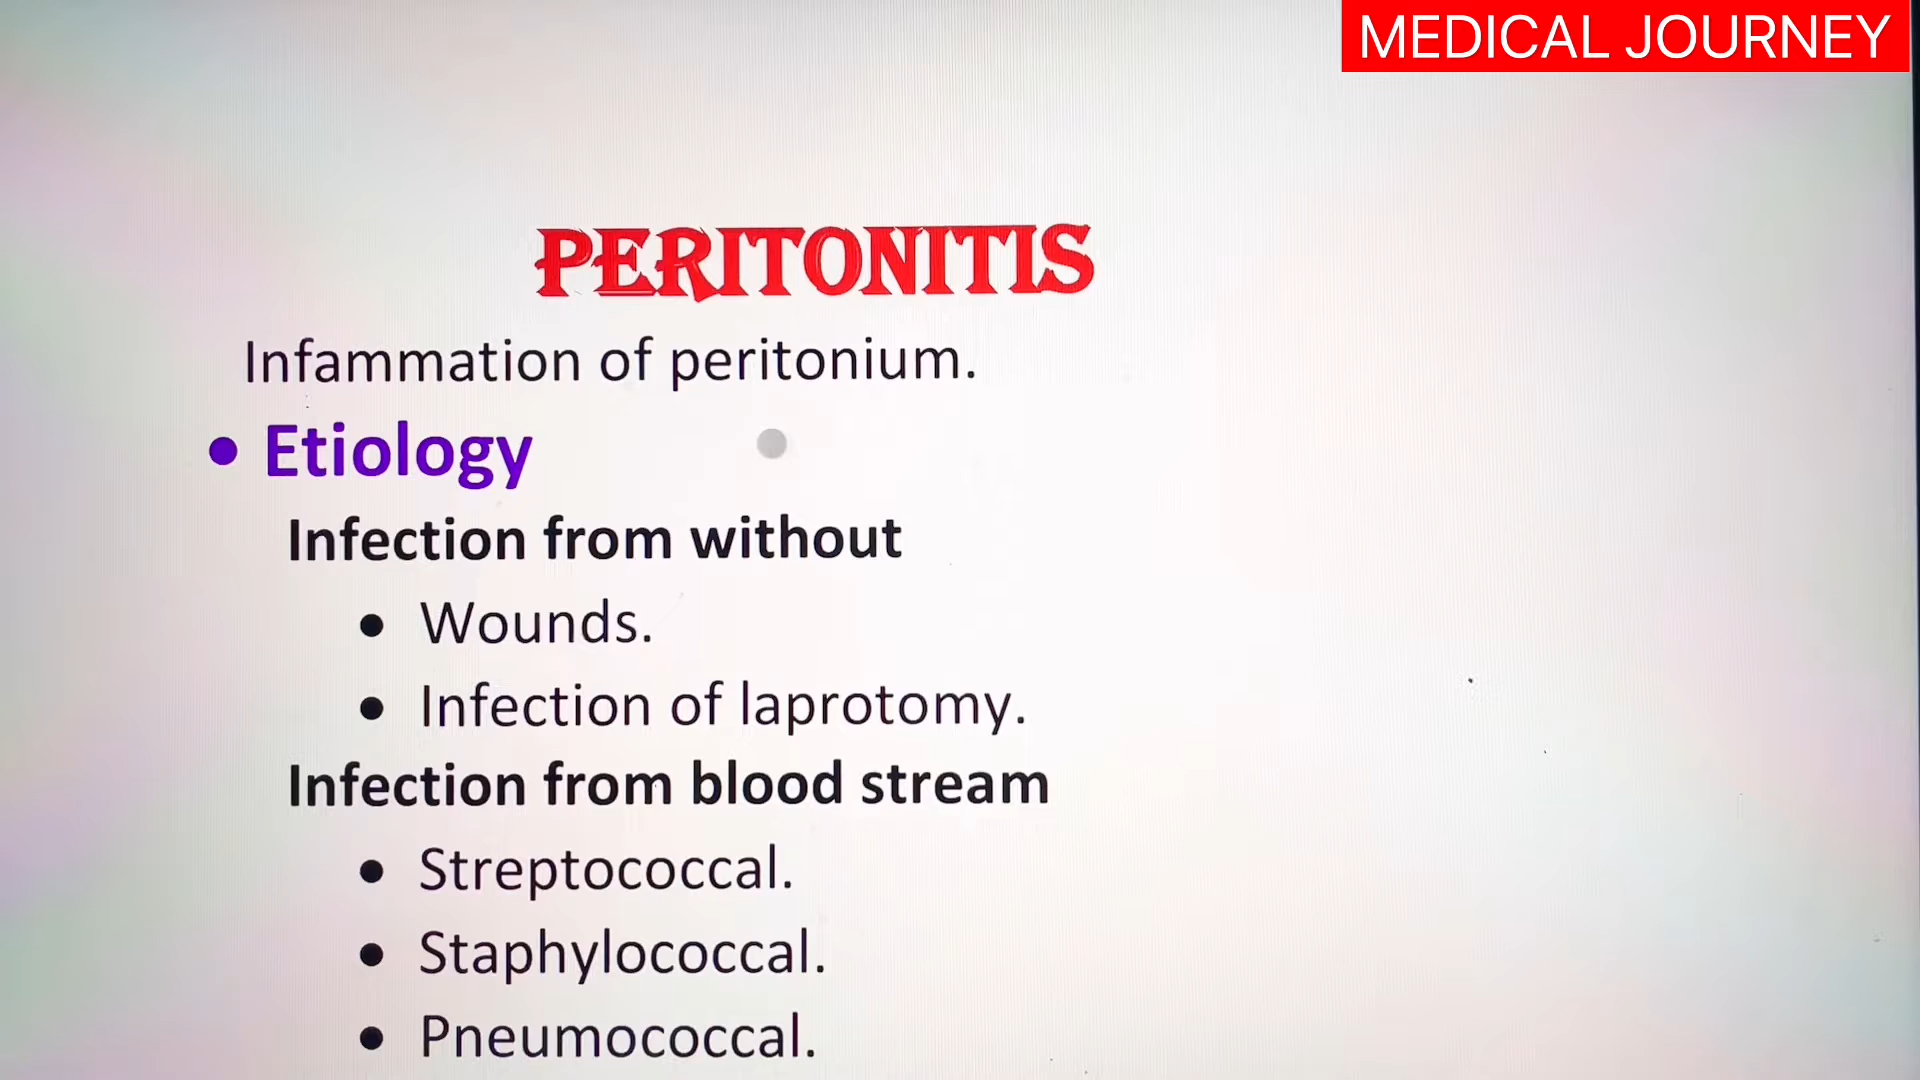 MEDICAL JOURNEY
PERITONITIS
Infammation of peritonium.
• Etiology
Infection from without
• Wounds.
• Infection of laprotomy.
Infection from blood stream
• Streptococcal.
• Staphylococcal.
• Pneumococcal.